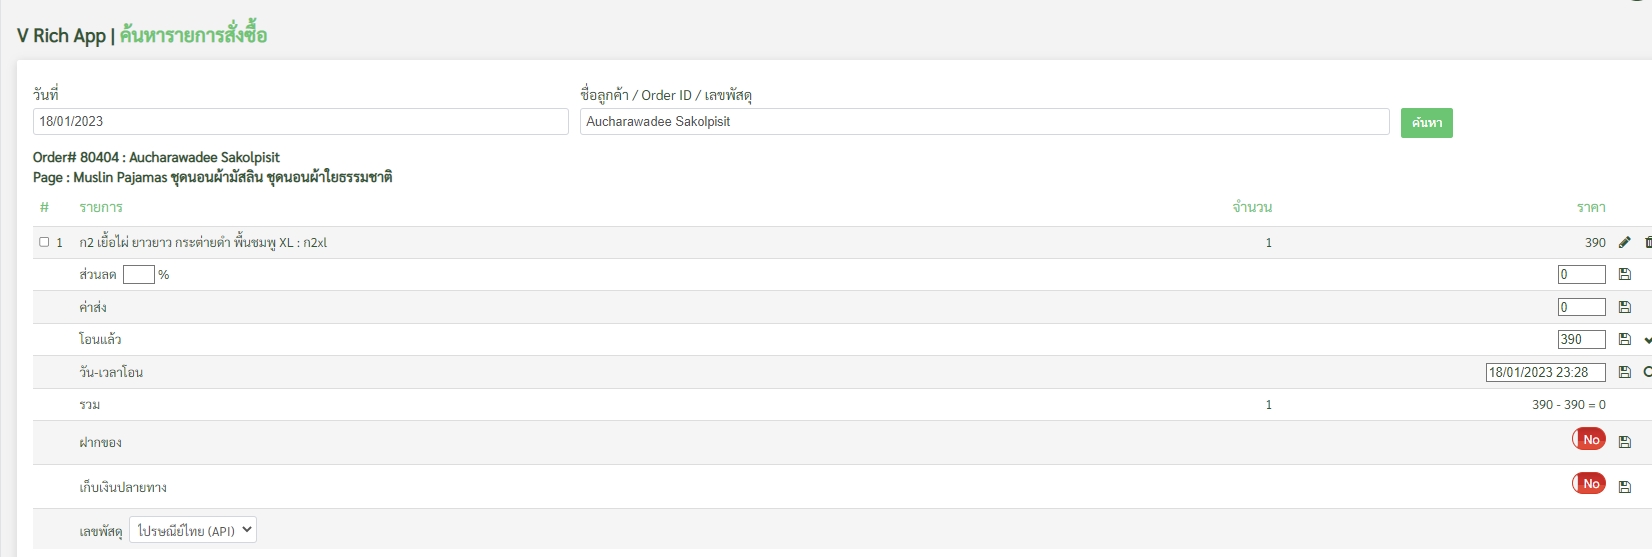 V Rich App | ค้นหารายการสั่งซื้อ
วันที่ ชื่อลูกค้า / Order ID / เลขพัสดุ
18/01/2023 Aucharawadee Sakolpisit ค้นหา
Order# 80404 : Aucharawadee Sakolpisit
Page : Muslin Pajamas ชุดนอนผ้ามัสลิน ชุดนอนผ้าใยธรรมชาติ
# รายการ จำนวน ราคา
1 ก2 เยื้อไผ่ ยาวยาว กระต่ายดำ พื้นชมพู XL : n2xl 1 390
ส่วนลด % 0
ค่าส่ง 0
โอนแล้ว 390
วัน-เวลาโอน 18/01/2023 23:28
รวม 1 390 - 390 = 0
ฝากของ No
เก็บเงินปลายทาง No
เลขพัสดุ ไปรษณีย์ไทย (API)